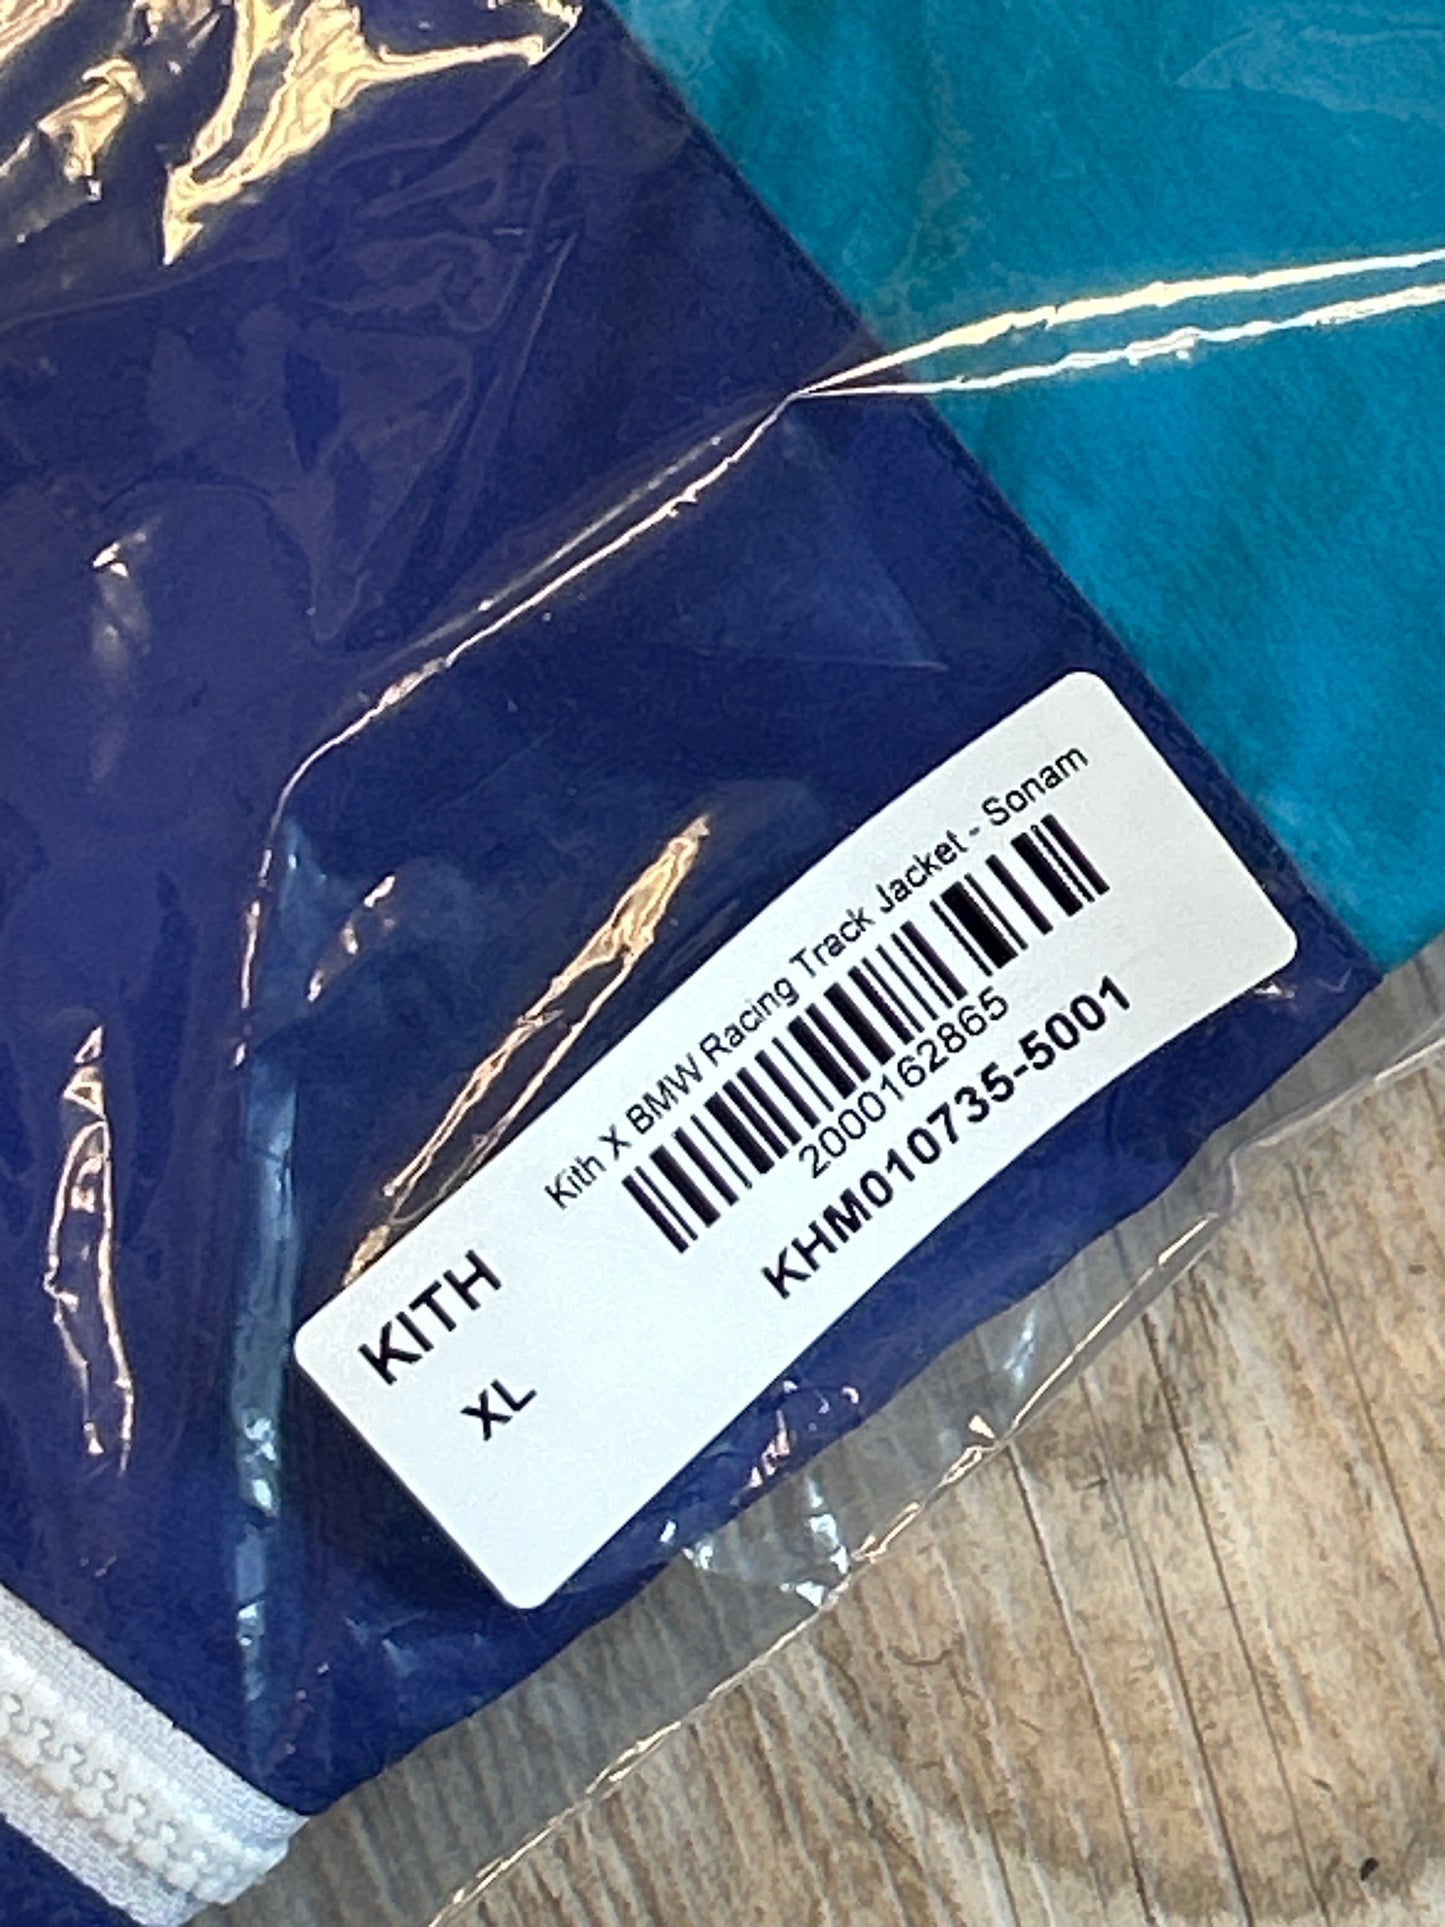 Kith X BMW Racing Track Jacket - Sonam
2000162865
KHM010735-5001
KITH
XL